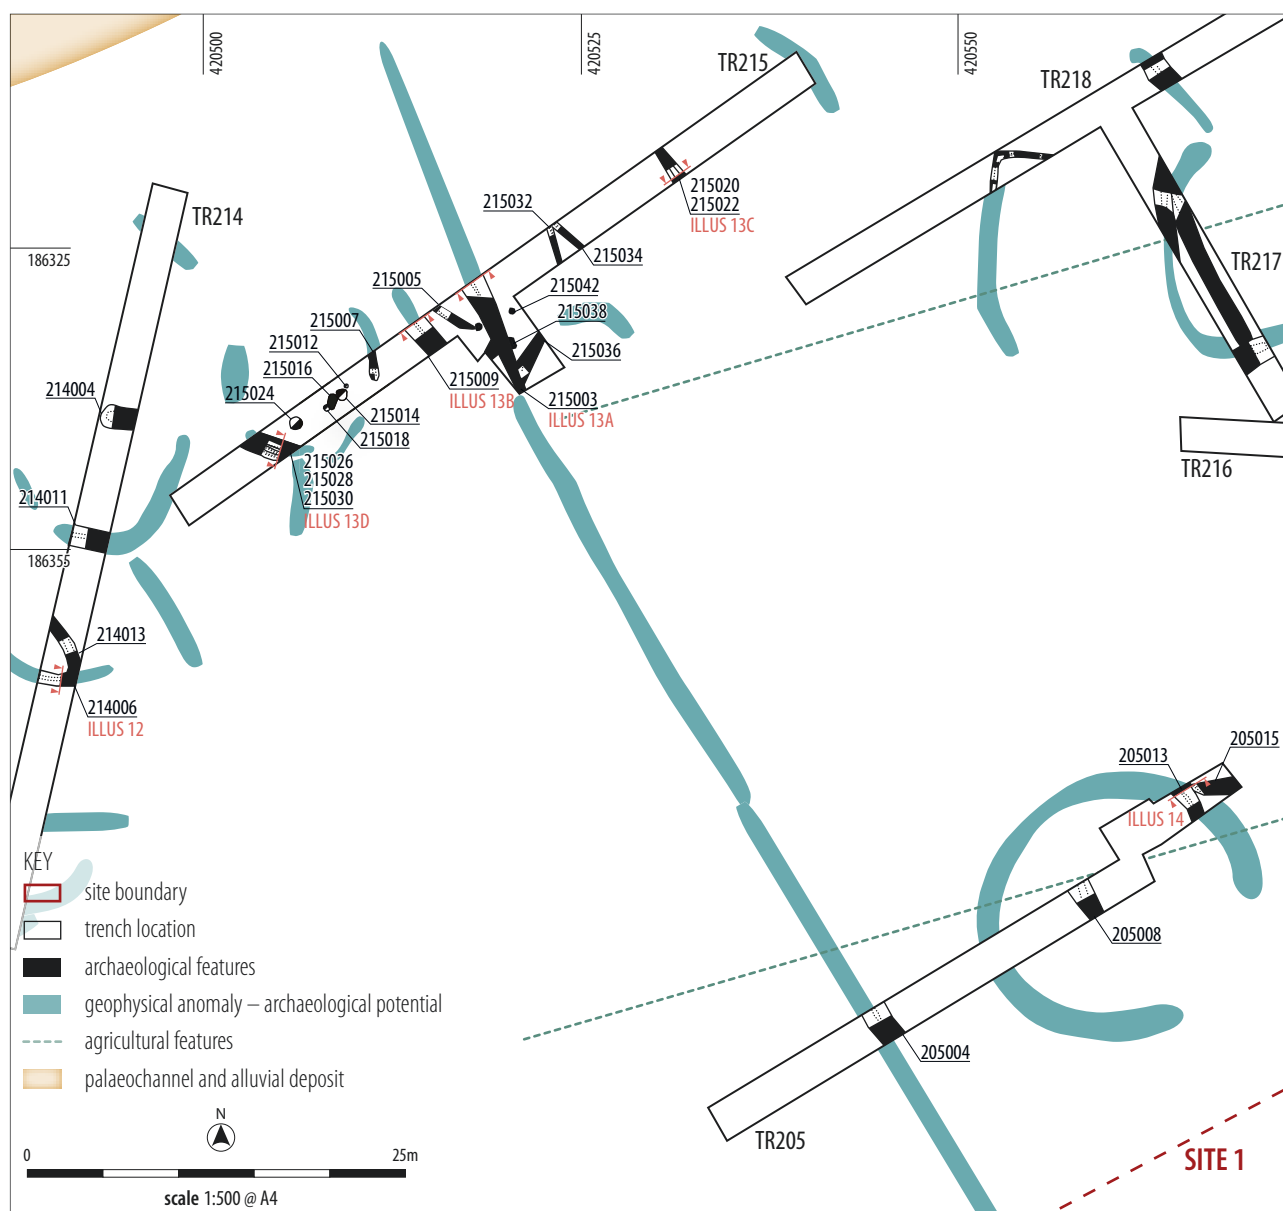 420500
420525
420550
TR215
TR218
TR214
215020
215022
ILLUS 13C
215032
215034
186325
TR217
215005
215042
215038
215007
215012
215036
215016
215024
215009
ILLUS 13B
215003
ILLUS 13A
214004
215014
215018
TR216
215026
215028
215030
ILLUS 13D
214011
186355
214013
214006
ILLUS 12
205013
205015
ILLUS 14
KEY
site boundary
trench location
archaeological features
geophysical anomaly – archaeological potential
agricultural features
palaeochannel and alluvial deposit
205008
205004
N
0
25m
scale 1:500 @ A4
TR205
SITE 1